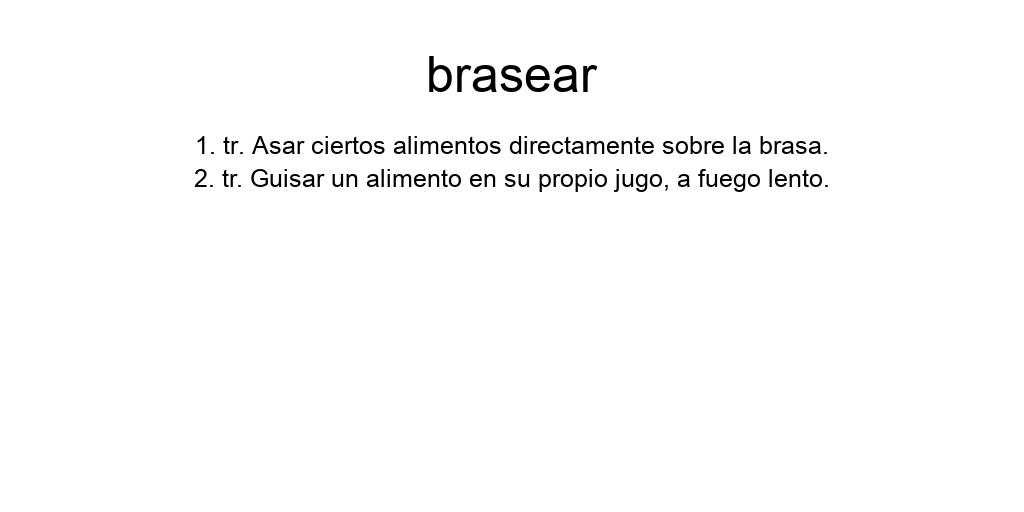 brasear
1. tr. Asar ciertos alimentos directamente sobre la brasa.
2. tr. Guisar un alimento en su propio jugo, a fuego lento.